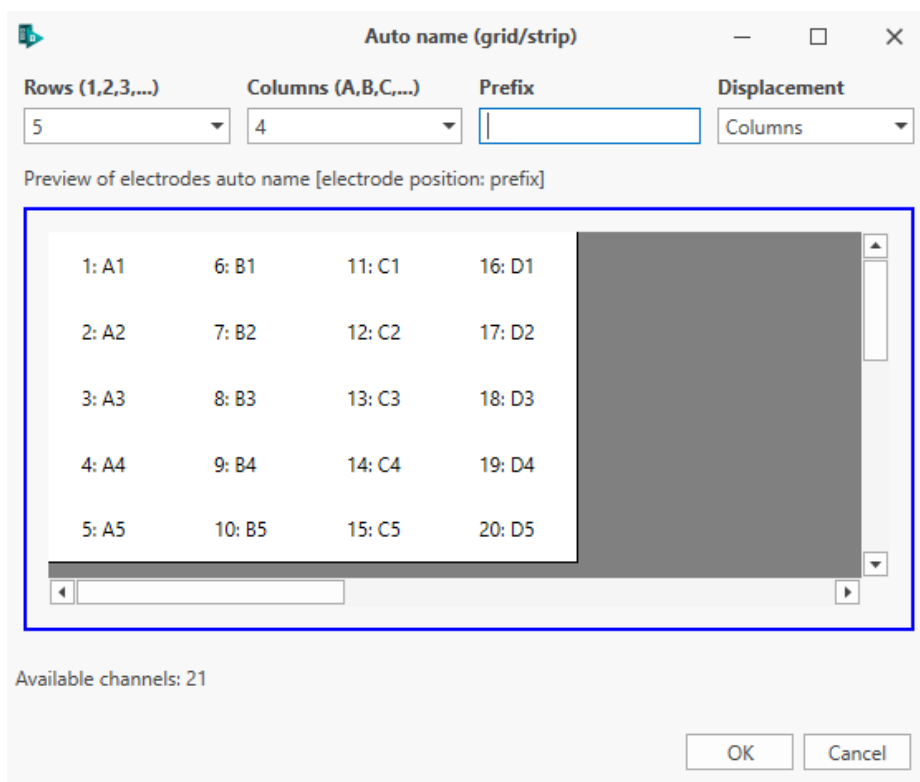 Auto name (grid/strip)
Rows (1,2,3,...) Columns (A,B,C,...) Prefix Displacement
5 4 Columns
Preview of electrodes auto name [electrode position: prefix]
1: A1 6: B1 11: C1 16: D1
2: A2 7: B2 12: C2 17: D2
3: A3 8: B3 13: C3 18: D3
4: A4 9: B4 14: C4 19: D4
5: A5 10: B5 15: C5 20: D5
Available channels: 21
OK Cancel